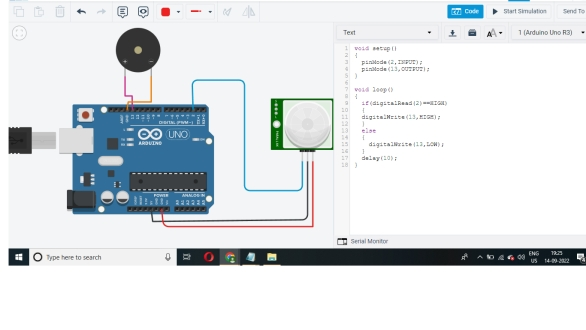 Code
Start Simulation
Send To
Text
1 (Arduino Uno R3)
1 void setup()
2 {
3 pinMode(2,INPUT);
4 pinMode(13,OUTPUT);
5 }
6
7 void loop()
8 {
9 if(digitalRead(2)==HIGH)
10 {
11 digitalWrite(13,HIGH);
12 }
13 else
14 {
15 digitalWrite(13,LOW);
16 }
17 delay(10);
18 }
DIGITAL (PWM~)
UNO
ARDUINO
POWER
ANALOG IN
Serial Monitor
Type here to search
ENG
US
19:25
14-09-2022